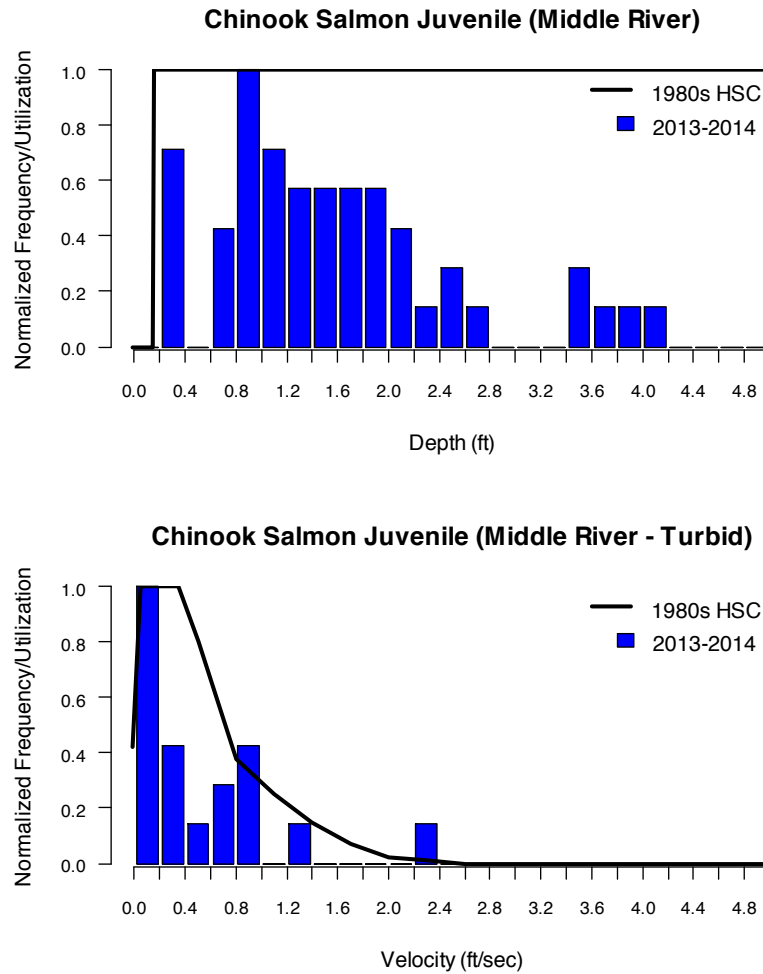 Chinook Salmon Juvenile (Middle River)
Normalized Frequency/Utilization
1.0
0.8
0.6
0.4
0.2
0.0
1980s HSC
2013-2014
0.0 0.4 0.8 1.2 1.6 2.0 2.4 2.8 3.2 3.6 4.0 4.4 4.8
Depth (ft)
Chinook Salmon Juvenile (Middle River - Turbid)
Normalized Frequency/Utilization
1.0
0.8
0.6
0.4
0.2
0.0
1980s HSC
2013-2014
0.0 0.4 0.8 1.2 1.6 2.0 2.4 2.8 3.2 3.6 4.0 4.4 4.8
Velocity (ft/sec)